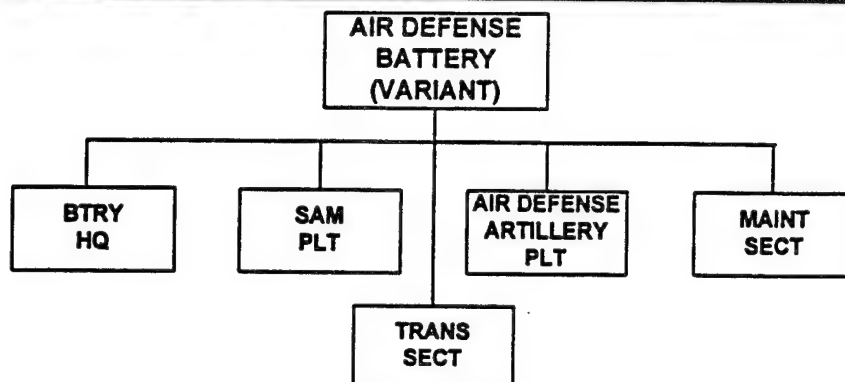 AIR DEFENSE
BATTERY
(VARIANT)
BTRY
HQ
SAM
PLT
AIR DEFENSE
ARTILLERY
PLT
MAINT
SECT
TRANS
SECT